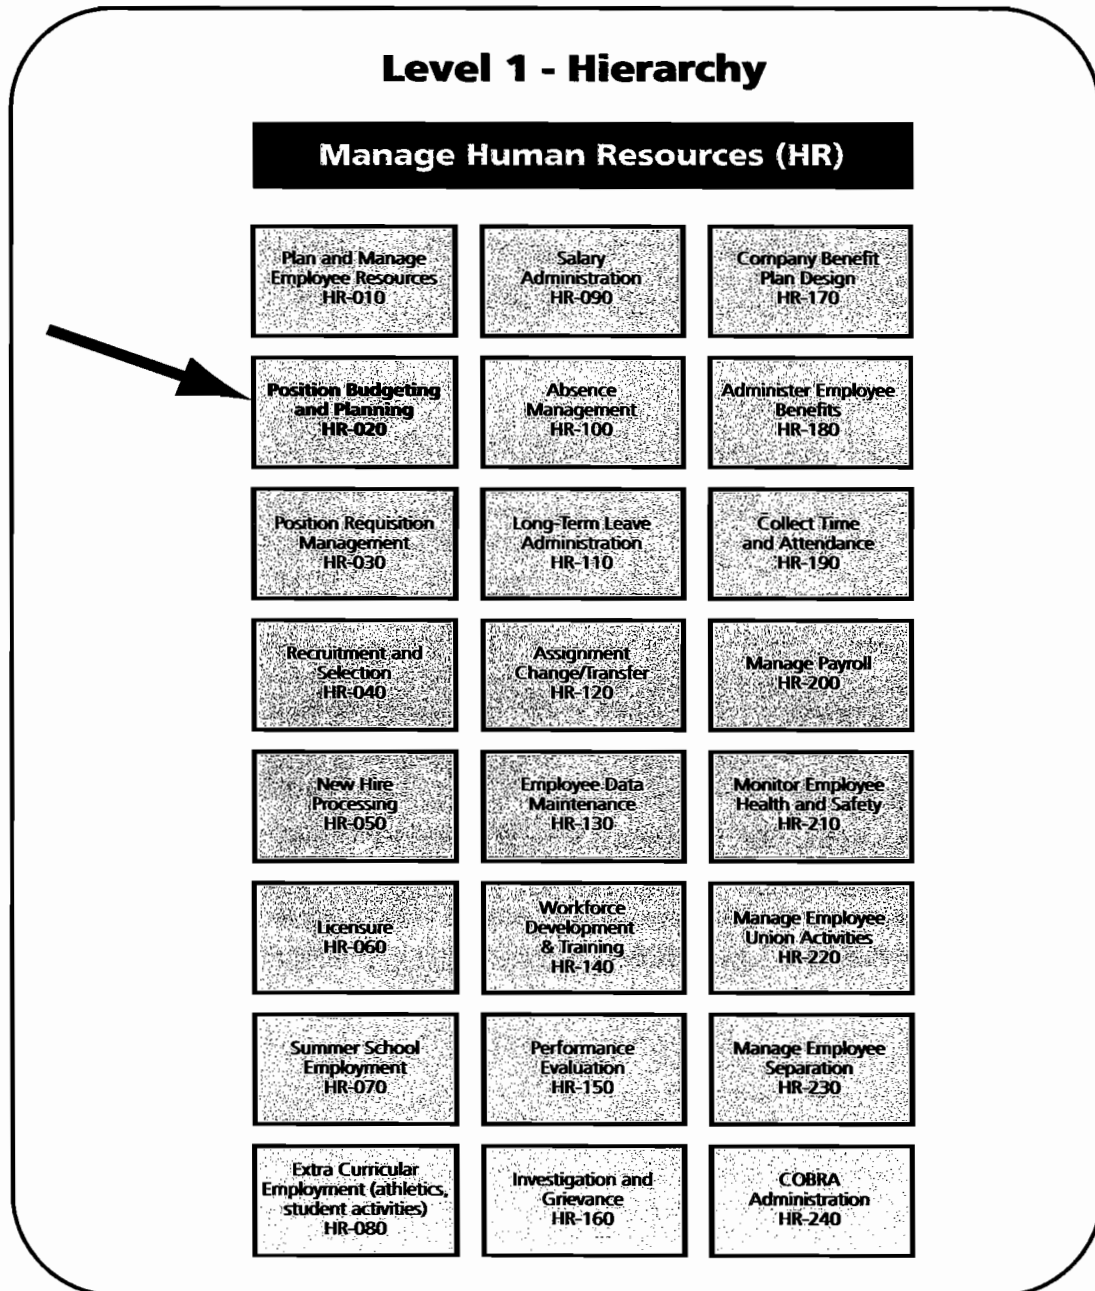 Level 1 - Hierarchy
Manage Human Resources (HR)
Plan and Manage
Employee Resources
HR-010
Position Budgeting
and Planning
HR-020
Position Requisition
Management
HR-030
Recruitment and
Selection
HR-040
New Hire
Processing
HR-050
Licensure
HR-060
Summer School
Employment
HR-070
Extra Curricular
Employment (athletics,
student activities)
HR-080
Salary
Administration
HR-090
Absence
Management
HR-100
Long-Term Leave
Administration
HR-110
Assignment
Change/Transfer
HR-120
Employee Data
Maintenance
HR-130
Workforce
Development
& Training
HR-140
Performance
Evaluation
HR-150
Investigation and
Grievance
HR-160
Company Benefit
Plan Design
HR-170
Administer Employee
Benefits
HR-180
Collect Time
and Attendance
HR-190
Manage Payroll
HR-200
Monitor Employee
Health and Safety
HR-210
Manage Employee
Union Activities
HR-220
Manage Employee
Separation
HR-230
COBRA
Administration
HR-240